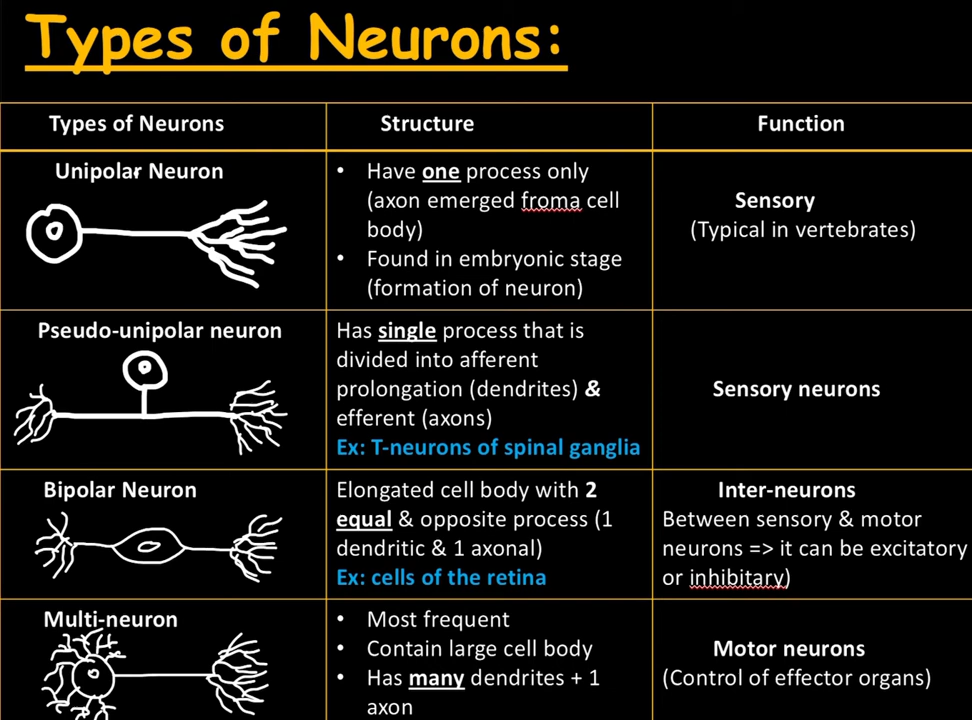 Types of Neurons:
Types of Neurons
Structure
Function
Unipolar Neuron
• Have one process only
(axon emerged froma cell
body)
• Found in embryonic stage
(formation of neuron)
Sensory
(Typical in vertebrates)
Pseudo-unipolar neuron
Has single process that is
divided into afferent
prolongation (dendrites) &
efferent (axons)
Ex: T-neurons of spinal ganglia
Sensory neurons
Bipolar Neuron
Elongated cell body with 2
equal & opposite process (1
dendritic & 1 axonal)
Ex: cells of the retina
Inter-neurons
Between sensory & motor
neurons => it can be excitatory
or inhibitary)
Multi-neuron
• Most frequent
• Contain large cell body
• Has many dendrites + 1
axon
Motor neurons
(Control of effector organs)